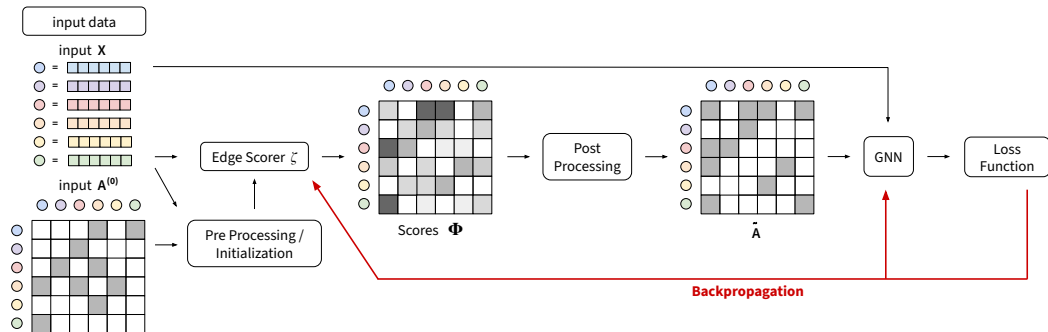 input data
input X
=
=
=
=
=
=
input A(0)
Edge Scorer ζ
Pre Processing /
Initialization
Scores Φ
Post
Processing
Ã
GNN
Loss
Function
Backpropagation